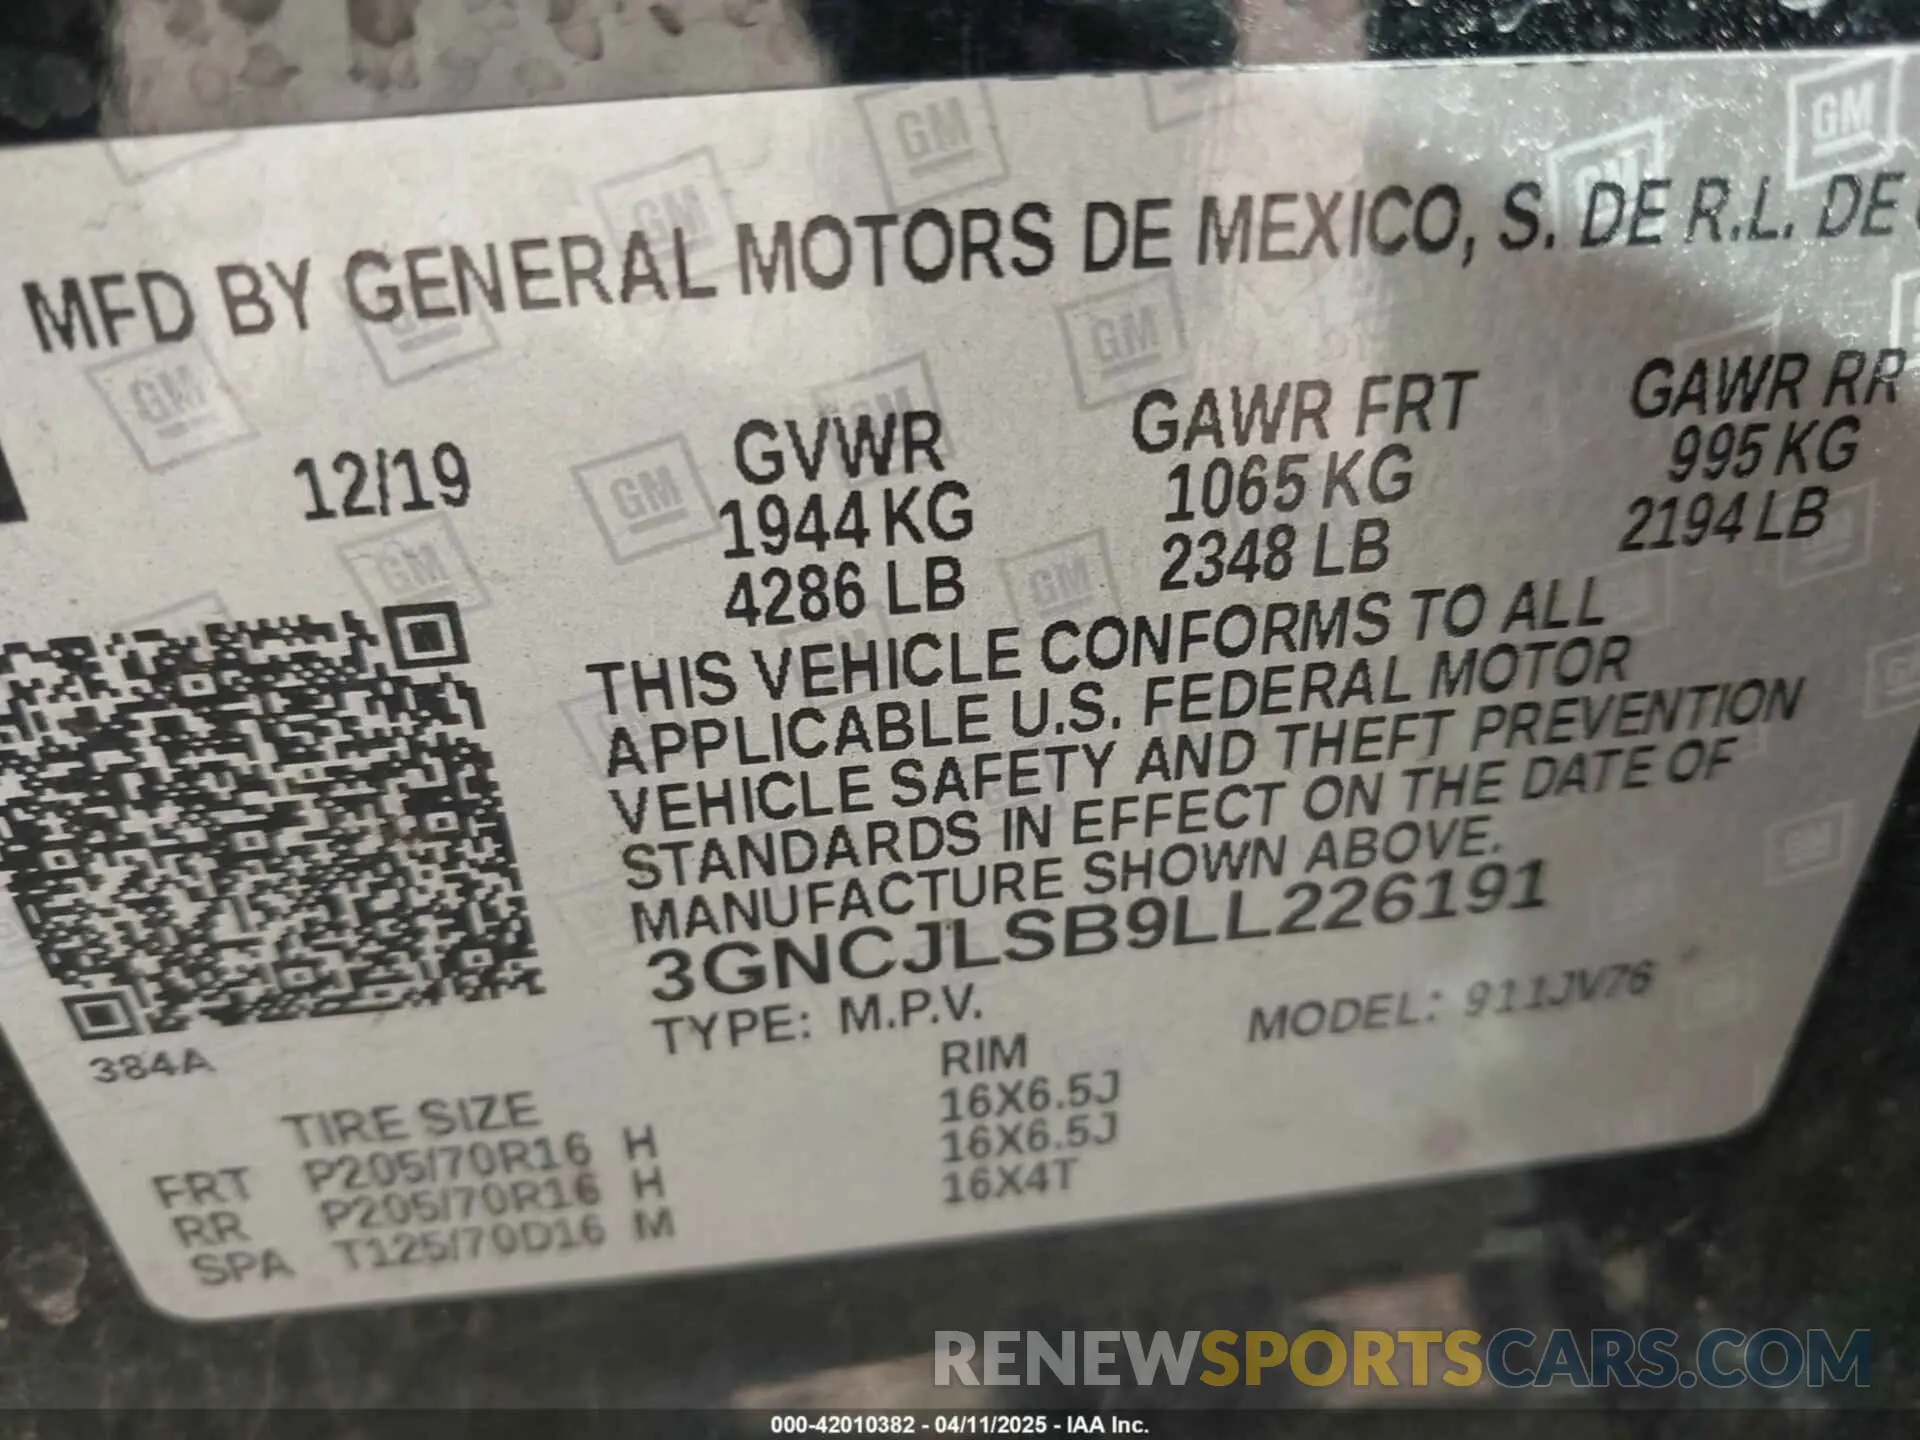 MFD BY GENERAL MOTORS DE MEXICO, S. DE R.L. DE
12/19 GVWR GAWR FRT GAWR RR
1944 KG 1065 KG 995 KG
4286 LB 2348 LB 2194 LB
THIS VEHICLE CONFORMS TO ALL
APPLICABLE U.S. FEDERAL MOTOR
VEHICLE SAFETY AND THEFT PREVENTION
STANDARDS IN EFFECT ON THE DATE OF
MANUFACTURE SHOWN ABOVE.
3GNCJLSB9LL226191
TYPE: M.P.V. MODEL: 911JV76
384A
TIRE SIZE RIM
FRT P205/70R16 H 16X6.5J
RR P205/70R16 H 16X6.5J
SPA T125/70D16 M 16X4T
GM
RENEWSPORTSCARS.COM
000-42010382 - 04/11/2025 - IAA Inc.